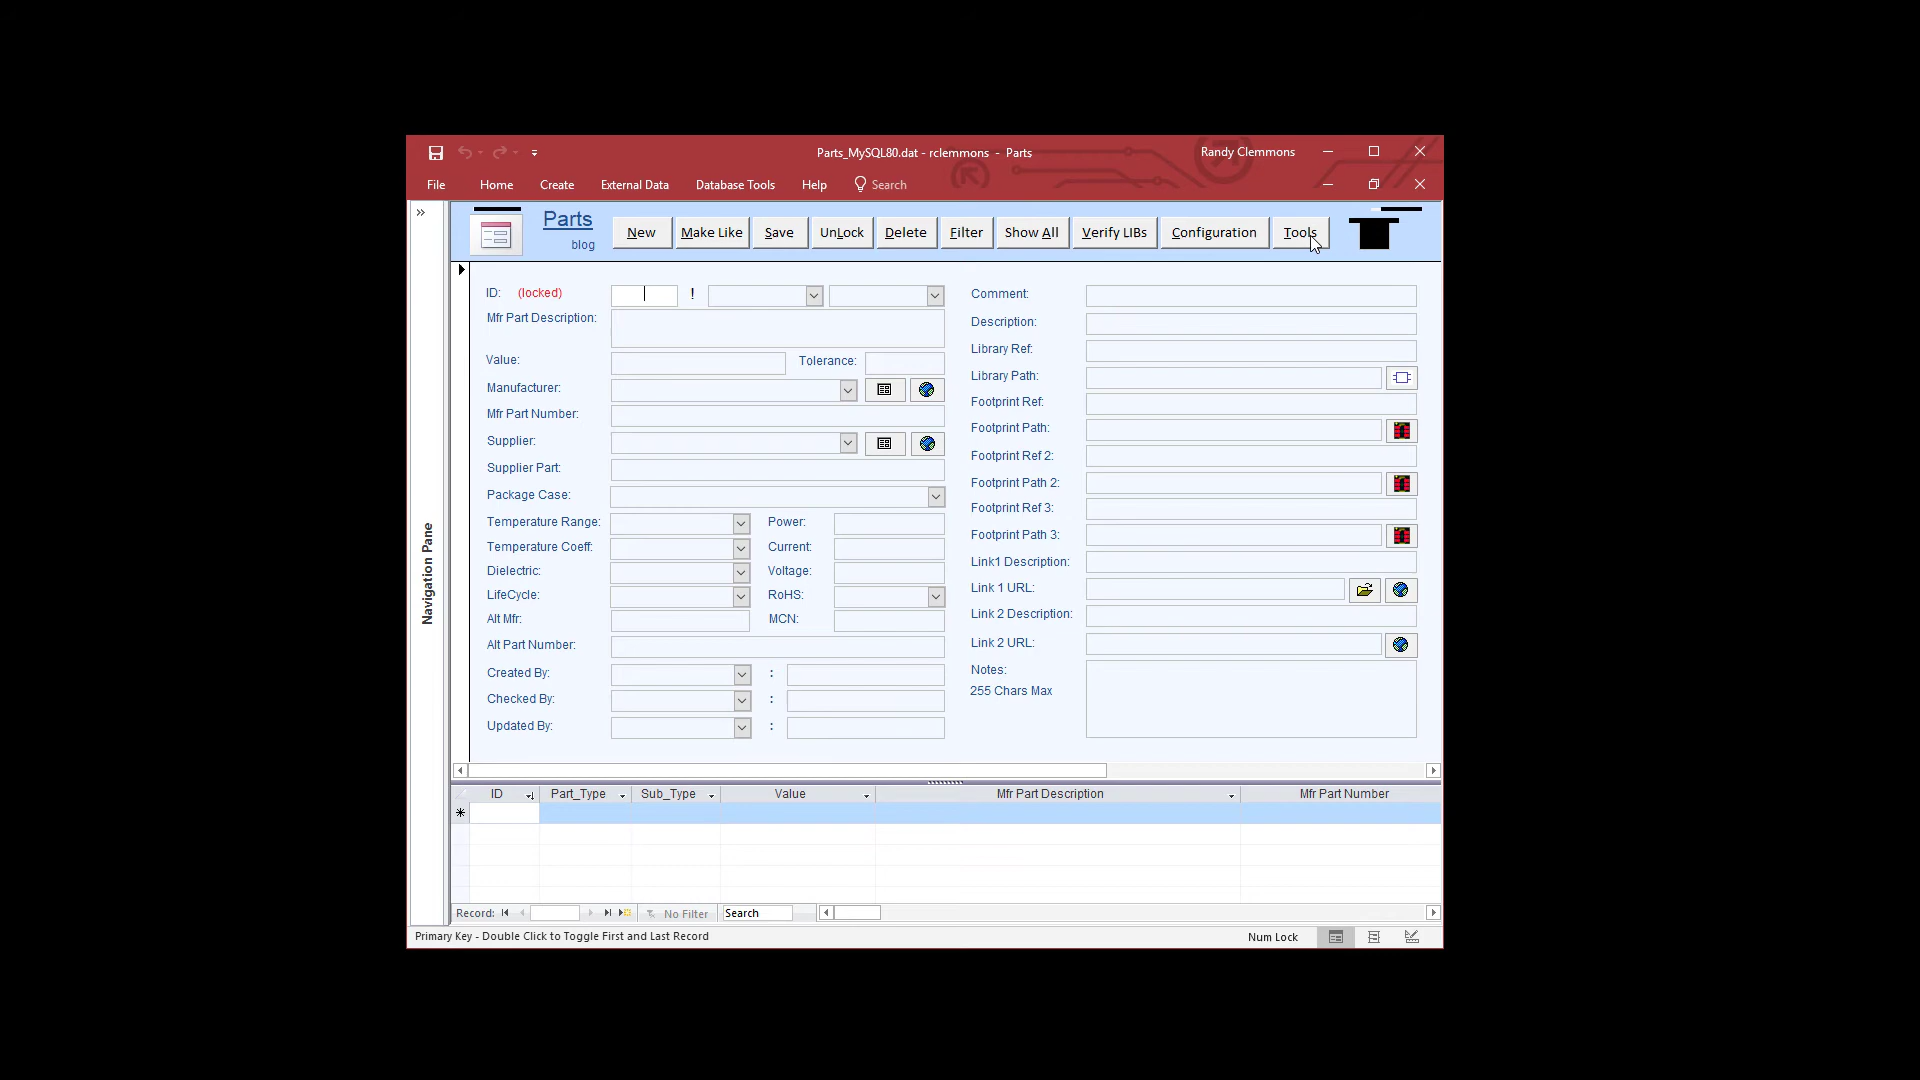 Parts_MySQL80.dat - rclemmons - Parts
Randy Clemmons
File Home Create External Data Database Tools Help Search
Parts
blog
New Make Like Save UnLock Delete Filter Show All Verify LIBs Configuration Tools
ID: (locked) !
Mfr Part Description:
Value: Tolerance:
Manufacturer:
Mfr Part Number:
Supplier:
Supplier Part:
Package Case:
Temperature Range: Power:
Temperature Coeff: Current:
Dielectric: Voltage:
LifeCycle: RoHS:
Alt Mfr: MCN:
Alt Part Number:
Created By: :
Checked By: :
Updated By: :
Comment:
Description:
Library Ref:
Library Path:
Footprint Ref:
Footprint Path:
Footprint Ref 2:
Footprint Path 2:
Footprint Ref 3:
Footprint Path 3:
Link1 Description:
Link 1 URL:
Link 2 Description:
Link 2 URL:
Notes:
255 Chars Max
Navigation Pane
ID Part_Type Sub_Type Value Mfr Part Description Mfr Part Number
Record: No Filter Search
Primary Key - Double Click to Toggle First and Last Record
Num Lock